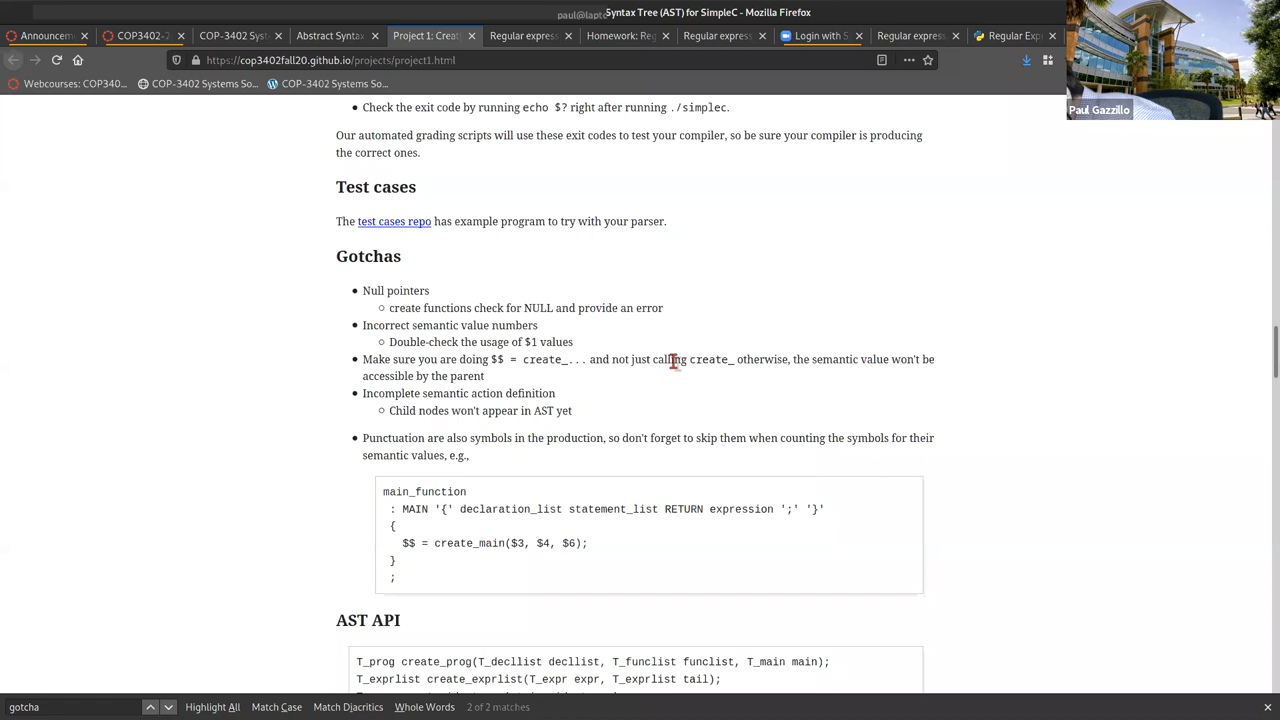 paul@lapt
Syntax Tree (AST) for SimpleC - Mozilla Firefox
Announcem
COP3402-2
COP-3402 Syst
Abstract Syntax
Project 1: Creat
Regular express
Homework: Reg
Regular express
Login with S
Regular express
Regular Exp
https://cop3402fall20.github.io/projects/project1.html
Webcourses: COP340...
COP-3402 Systems So...
COP-3402 Systems So...
Paul Gazzillo
• Check the exit code by running echo $? right after running ./simplec.
Our automated grading scripts will use these exit codes to test your compiler, so be sure your compiler is producing
the correct ones.
Test cases
The test cases repo has example program to try with your parser.
Gotchas
• Null pointers
○ create functions check for NULL and provide an error
• Incorrect semantic value numbers
○ Double-check the usage of $1 values
• Make sure you are doing $$ = create_... and not just calling create_ otherwise, the semantic value won't be
accessible by the parent
• Incomplete semantic action definition
○ Child nodes won't appear in AST yet
• Punctuation are also symbols in the production, so don't forget to skip them when counting the symbols for their
semantic values, e.g.,
main_function
: MAIN '{' declaration_list statement_list RETURN expression ';' '}'
{
$$ = create_main($3, $4, $6);
}
;
AST API
T_prog create_prog(T_decllist decllist, T_funclist funclist, T_main main);
T_exprlist create_exprlist(T_expr expr, T_exprlist tail);
gotcha
Highlight All
Match Case
Match Diacritics
Whole Words
2 of 2 matches